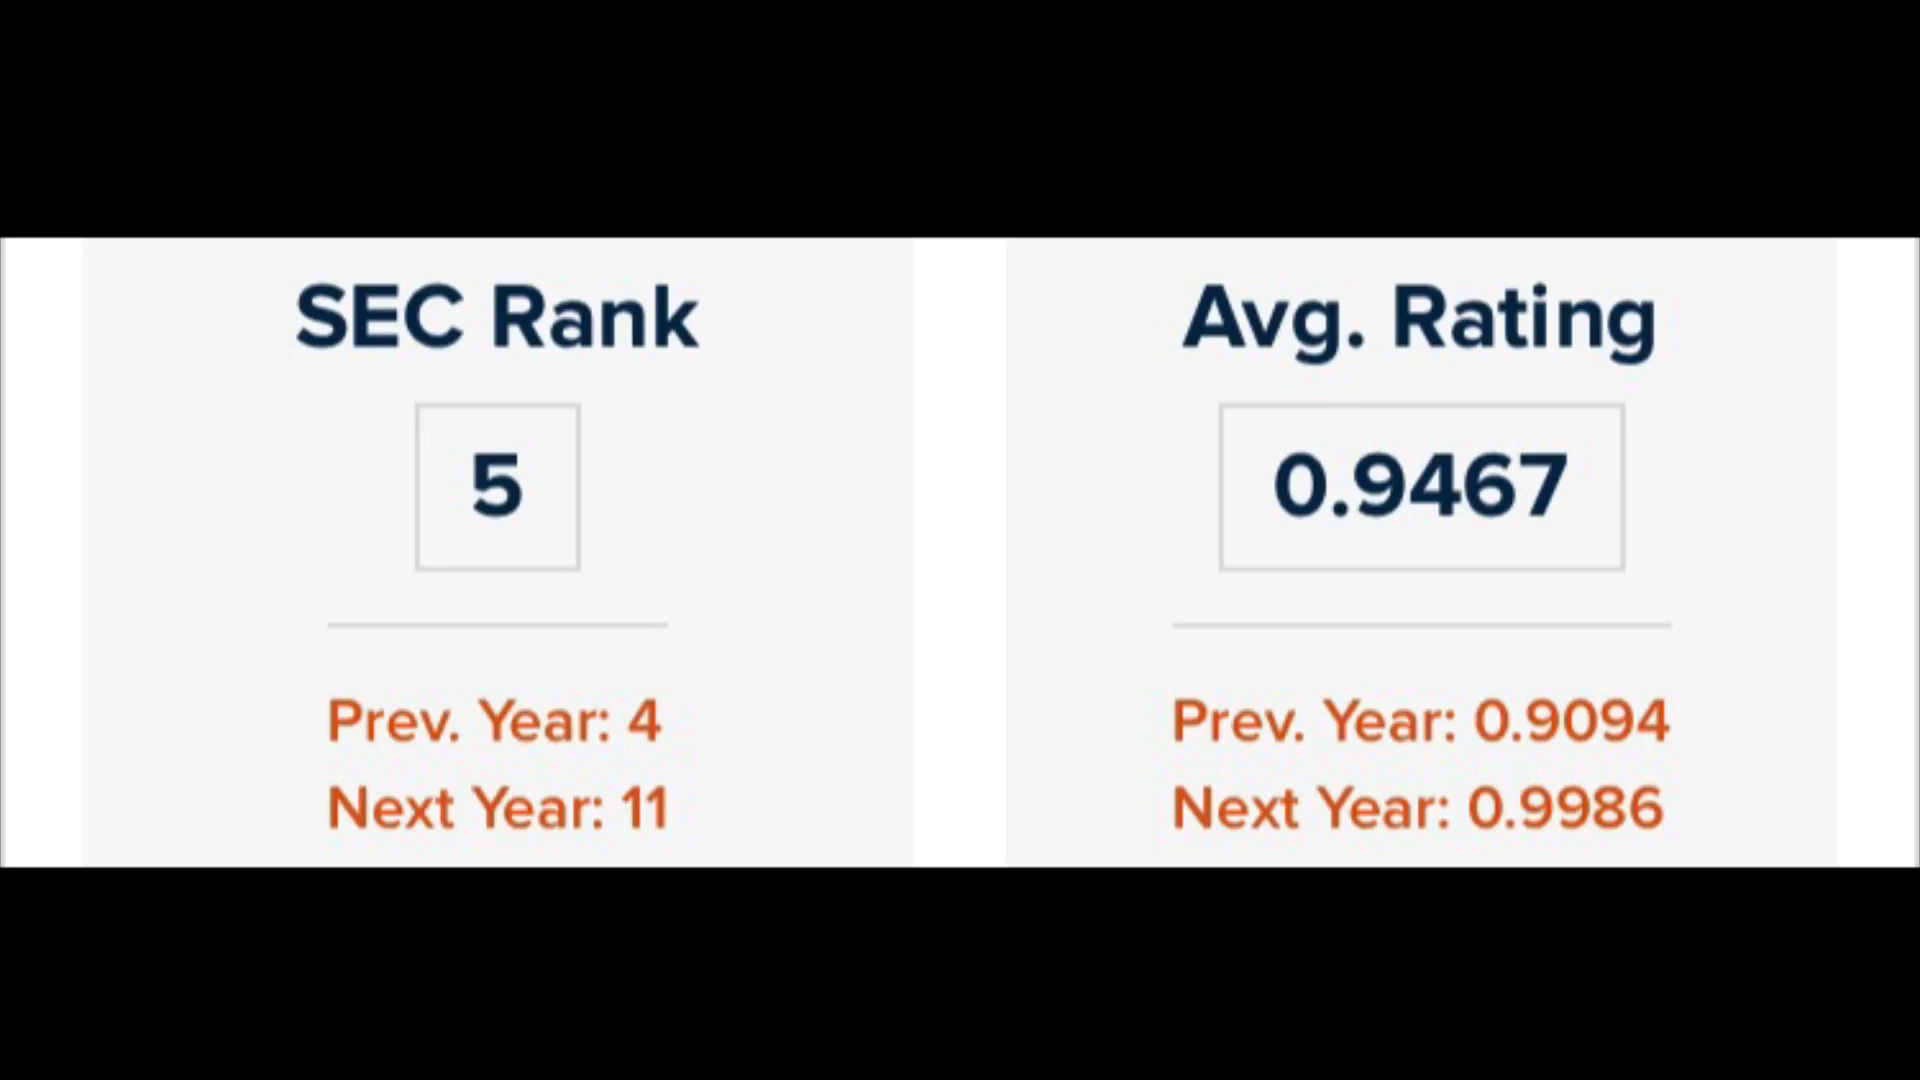 SEC Rank
5
Prev. Year: 4
Next Year: 11
Avg. Rating
0.9467
Prev. Year: 0.9094
Next Year: 0.9986